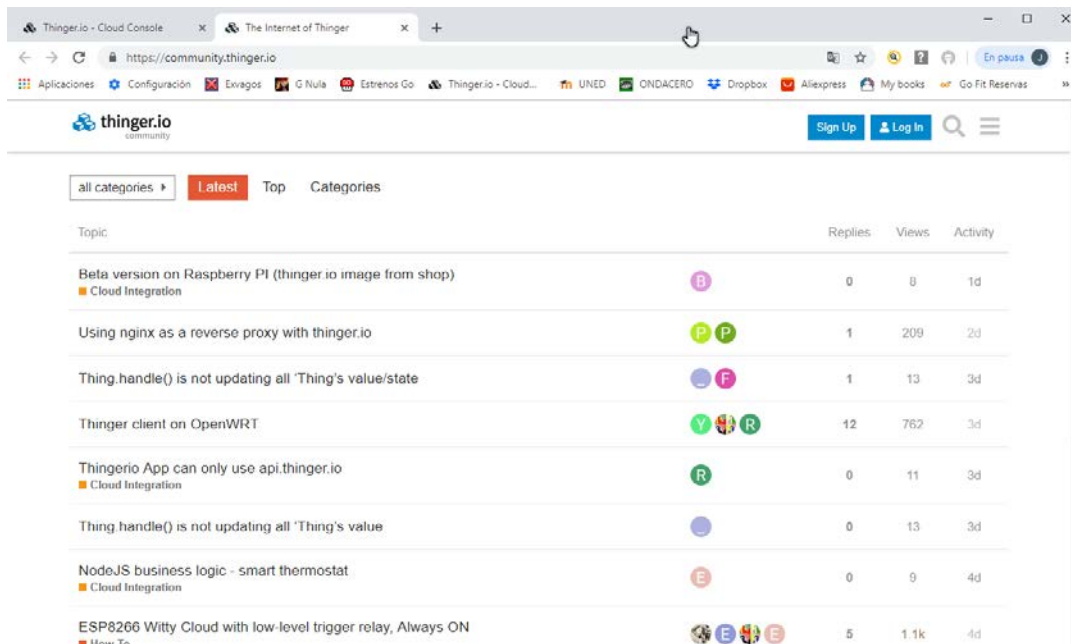 Thinger.io - Cloud Console
The Internet of Thinger
https://community.thinger.io
En pausa
J
Aplicaciones
Configuración
Exvagos
G Nula
Estrenos Go
Thinger.io - Cloud...
UNED
ONDACERO
Dropbox
Aliexpress
My books
Go Fit Reservas
thinger.io
community
Sign Up
Log In
all categories
Latest
Top
Categories
Topic
Replies
Views
Activity
Beta version on Raspberry PI (thinger.io image from shop)
B
0
8
1d
Cloud Integration
Using nginx as a reverse proxy with thinger.io
P P
1
209
2d
Thing.handle() is not updating all 'Thing's value/state
_ F
1
13
3d
Thinger client on OpenWRT
Y R
12
762
3d
Thingerio App can only use api.thinger.io
R
0
11
3d
Cloud Integration
Thing.handle() is not updating all 'Thing's value
_
0
13
3d
NodeJS business logic - smart thermostat
E
0
9
4d
Cloud Integration
ESP8266 Witty Cloud with low-level trigger relay, Always ON
E E
5
1.1k
4d
How To